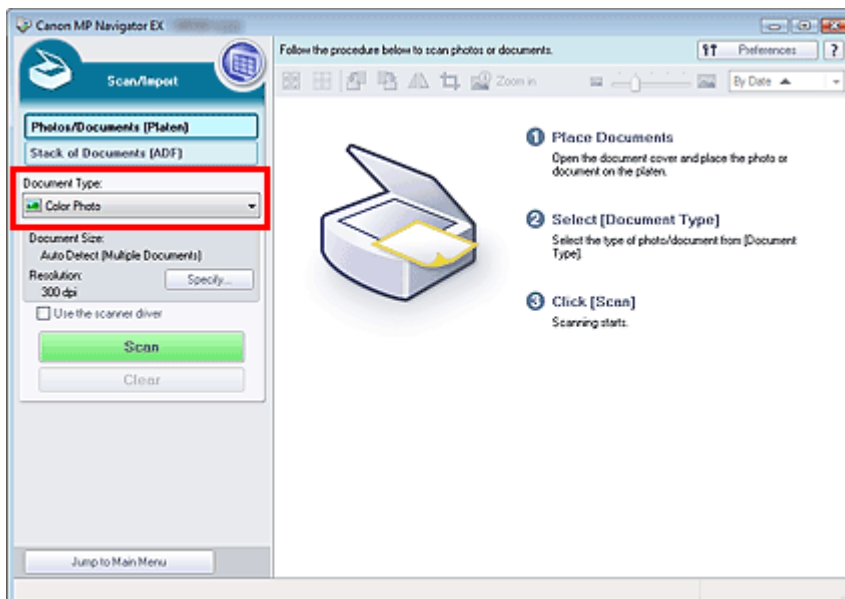 Canon MP Navigator EX
Scan/Import
Photos/Documents (Platen)
Stack of Documents (ADF)
Document Type:
Color Photo
Document Size:
Auto Detect (Multiple Documents)
Resolution:
300 dpi
Specify...
Use the scanner driver
Scan
Clear
Jump to Main Menu
Follow the procedure below to scan photos or documents.
Preferences
?
Zoom in
By Date
1 Place Documents
Open the document cover and place the photo or
document on the platen.
2 Select [Document Type]
Select the type of photo/document from [Document
Type].
3 Click [Scan]
Scanning starts.